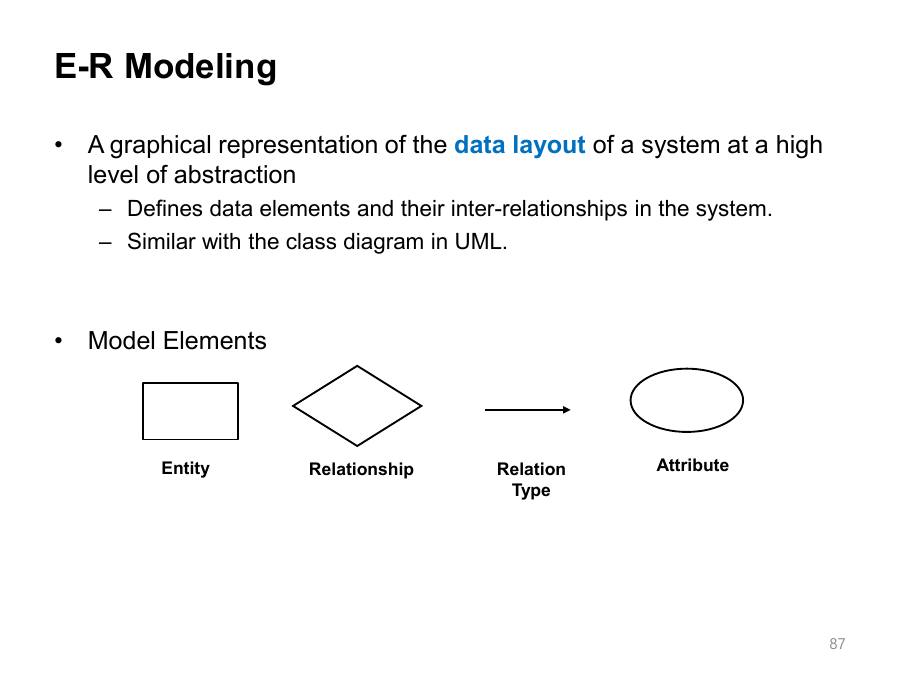 E-R Modeling
• A graphical representation of the data layout of a system at a high
level of abstraction
– Defines data elements and their inter-relationships in the system.
– Similar with the class diagram in UML.
• Model Elements
Entity
Relationship
Relation
Type
Attribute
87